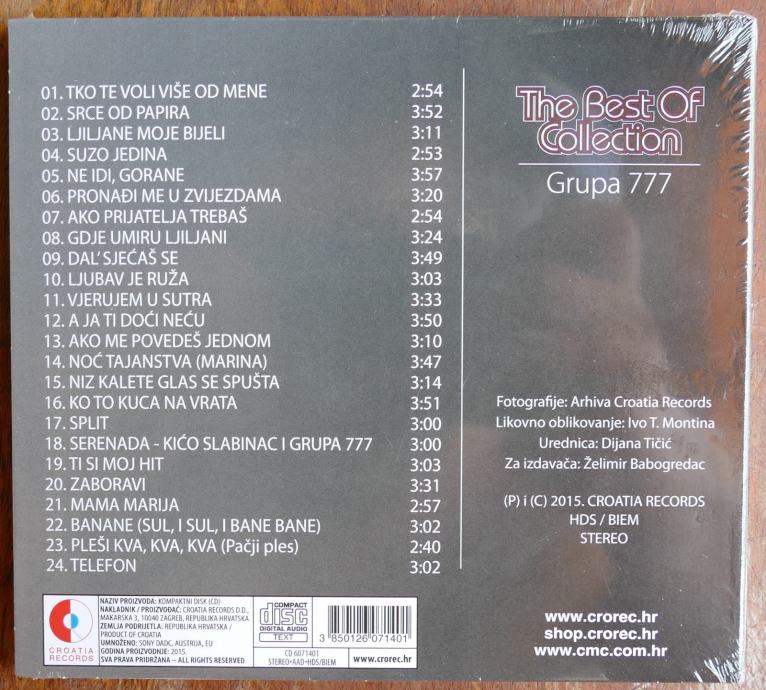 01. TKO TE VOLI VIŠE OD MENE 2:54
02. SRCE OD PAPIRA 3:52
03. LJILJANE MOJE BIJELI 3:11
04. SUZO JEDINA 2:53
05. NE IDI, GORANE 3:57
06. PRONAĐI ME U ZVIJEZDAMA 3:20
07. AKO PRIJATELJA TREBAŠ 2:54
08. GDJE UMIRU LJILJANI 3:24
09. DAL' SJEĆAŠ SE 3:49
10. LJUBAV JE RUŽA 3:03
11. VJERUJEM U SUTRA 3:33
12. A JA TI DOĆI NEĆU 3:50
13. AKO ME POVEDEŠ JEDNOM 3:10
14. NOĆ TAJANSTVA (MARINA) 3:47
15. NIZ KALETE GLAS SE SPUŠTA 3:14
16. KO TO KUCA NA VRATA 3:51
17. SPLIT 3:00
18. SERENADA - KIĆO SLABINAC I GRUPA 777 3:00
19. TI SI MOJ HIT 3:03
20. ZABORAVI 3:31
21. MAMA MARIJA 2:57
22. BANANE (SUL, I SUL, I BANE BANE) 3:02
23. PLEŠI KVA, KVA, KVA (Pačji ples) 2:40
24. TELEFON 3:02
The Best Of
Collection
Grupa 777
Fotografije: Arhiva Croatia Records
Likovno oblikovanje: Ivo T. Montina
Urednica: Dijana Tičić
Za izdavača: Želimir Babogredac
(P) i (C) 2015. CROATIA RECORDS
HDS / BIEM
STEREO
www.crorec.hr
shop.crorec.hr
www.cmc.com.hr
CROATIA
RECORDS
NAZIV PROIZVODA: KOMPAKTNI DISK (CD)
NAKLADNIK / PROIZVOĐAČ: CROATIA RECORDS D.D.,
MAKARSKA 3, 10040 ZAGREB, REPUBLIKA HRVATSKA
ZEMLJA PODRIJETLA: REPUBLIKA HRVATSKA /
PRODUCT OF CROATIA
UMNOŽENO: SONY DADC, AUSTRIJA, EU
GODINA PROIZVODNJE: 2015.
SVA PRAVA PRIDRŽANA – ALL RIGHTS RESERVED
COMPACT
disc
DIGITAL AUDIO
TEXT
CD 6071401
STEREO•AAD•HDS/BIEM
3 850126 071401
www.crorec.hr